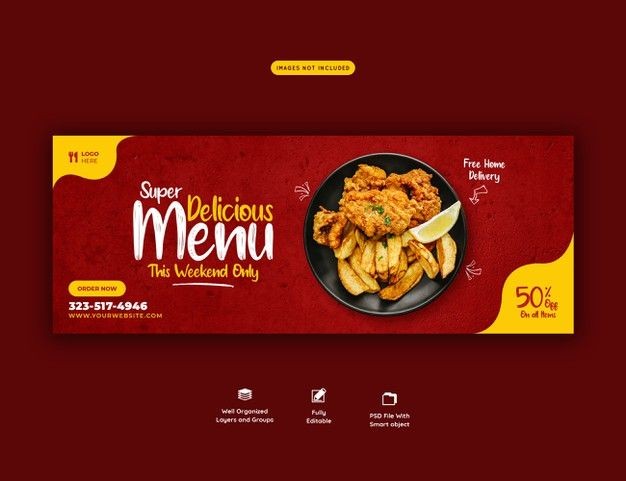 IMAGES NOT INCLUDED
LOGO
HERE
Super
Delicious
Menu
This Weekend Only
ORDER NOW
323-517-4946
WWW.YOURWEBSITE.COM
Free Home
Delivery
50% Off
On all Items
Well Organized
Layers and Groups
Fully
Editable
PSD File With
Smart object